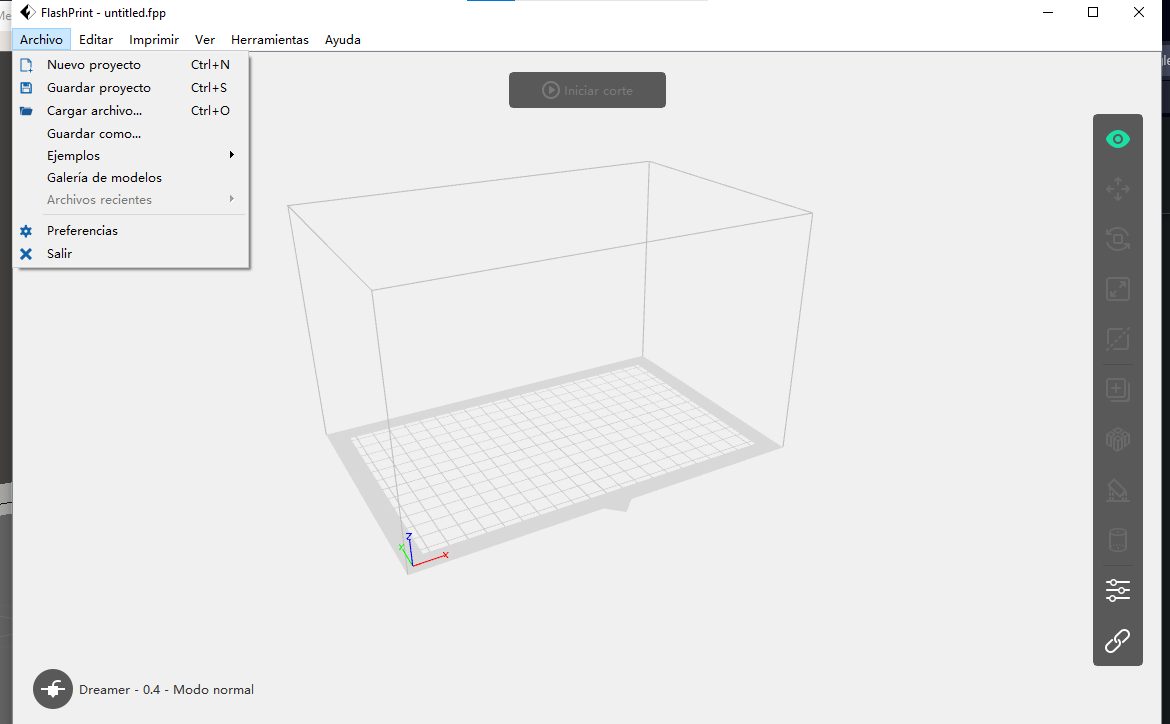 FlashPrint - untitled.fpp
Archivo Editar Imprimir Ver Herramientas Ayuda
Nuevo proyecto Ctrl+N
Guardar proyecto Ctrl+S
Cargar archivo... Ctrl+O
Guardar como...
Ejemplos
Galería de modelos
Archivos recientes
Preferencias
Salir
Iniciar corte
Z
Y
X
Dreamer - 0.4 - Modo normal